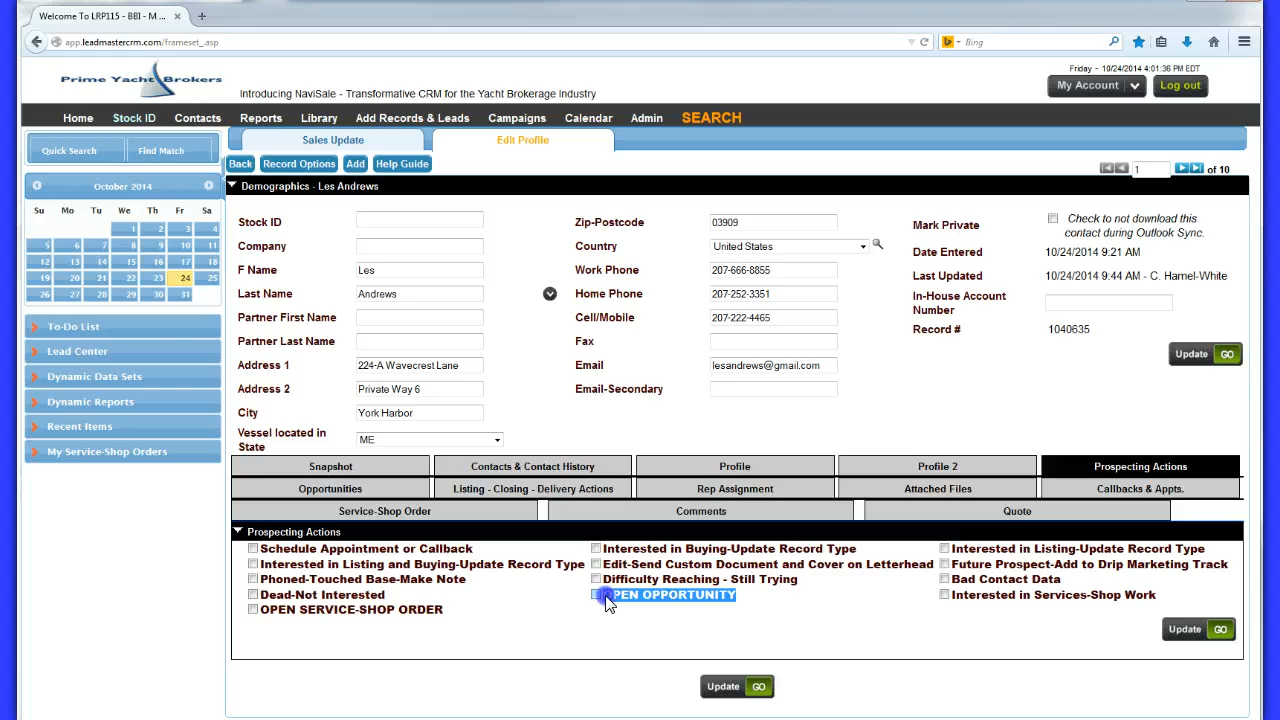 Welcome To LRP115 - BBI - M ...
app.leadmastercrm.com/frameset_.asp
Bing
Friday - 10/24/2014 4:01:36 PM EDT
Prime Yacht Brokers
Introducing NaviSale - Transformative CRM for the Yacht Brokerage Industry
My Account
Log out
Home Stock ID Contacts Reports Library Add Records & Leads Campaigns Calendar Admin SEARCH
Quick Search Find Match
Sales Update Edit Profile
Back Record Options Add Help Guide
1 of 10
October 2014
Su Mo Tu We Th Fr Sa
1 2 3 4
5 6 7 8 9 10 11
12 13 14 15 16 17 18
19 20 21 22 23 24 25
26 27 28 29 30 31
To-Do List
Lead Center
Dynamic Data Sets
Dynamic Reports
Recent Items
My Service-Shop Orders
Demographics - Les Andrews
Stock ID
Company
F Name Les
Last Name Andrews
Partner First Name
Partner Last Name
Address 1 224-A Wavecrest Lane
Address 2 Private Way 6
City York Harbor
Vessel located in
State ME
Zip-Postcode 03909
Country United States
Work Phone 207-666-8855
Home Phone 207-252-3351
Cell/Mobile 207-222-4465
Fax
Email lesandrews@gmail.com
Email-Secondary
Mark Private Check to not download this
contact during Outlook Sync.
Date Entered 10/24/2014 9:21 AM
Last Updated 10/24/2014 9:44 AM - C. Hamel-White
In-House Account
Number
Record # 1040635
Update GO
Snapshot Contacts & Contact History Profile Profile 2 Prospecting Actions
Opportunities Listing - Closing - Delivery Actions Rep Assignment Attached Files Callbacks & Appts.
Service-Shop Order Comments Quote
Prospecting Actions
Schedule Appointment or Callback Interested in Buying-Update Record Type Interested in Listing-Update Record Type
Interested in Listing and Buying-Update Record Type Edit-Send Custom Document and Cover on Letterhead Future Prospect-Add to Drip Marketing Track
Phoned-Touched Base-Make Note Difficulty Reaching - Still Trying Bad Contact Data
Dead-Not Interested OPEN OPPORTUNITY Interested in Services-Shop Work
OPEN SERVICE-SHOP ORDER
Update GO
Update GO